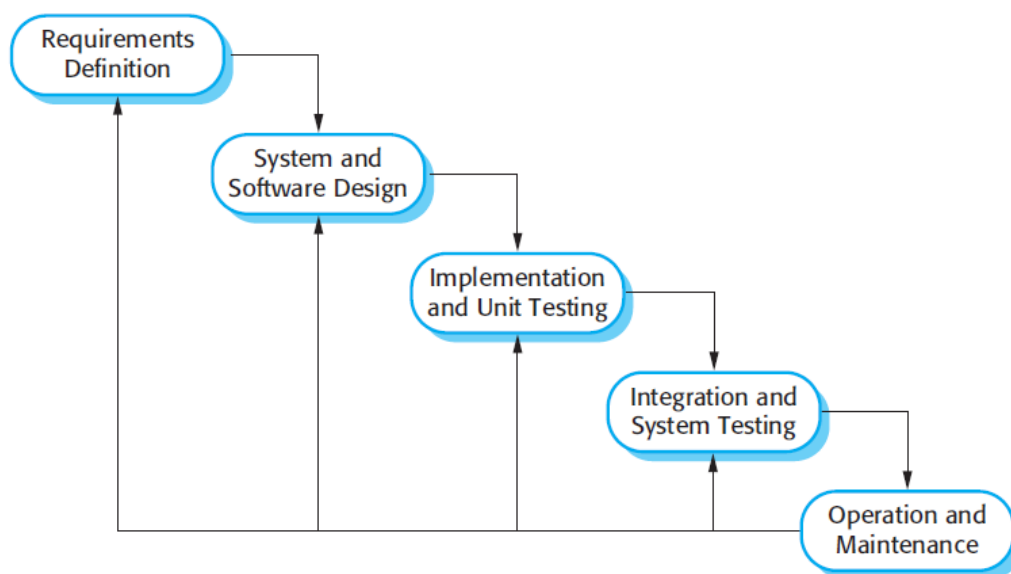 Requirements
Definition
System and
Software Design
Implementation
and Unit Testing
Integration and
System Testing
Operation and
Maintenance